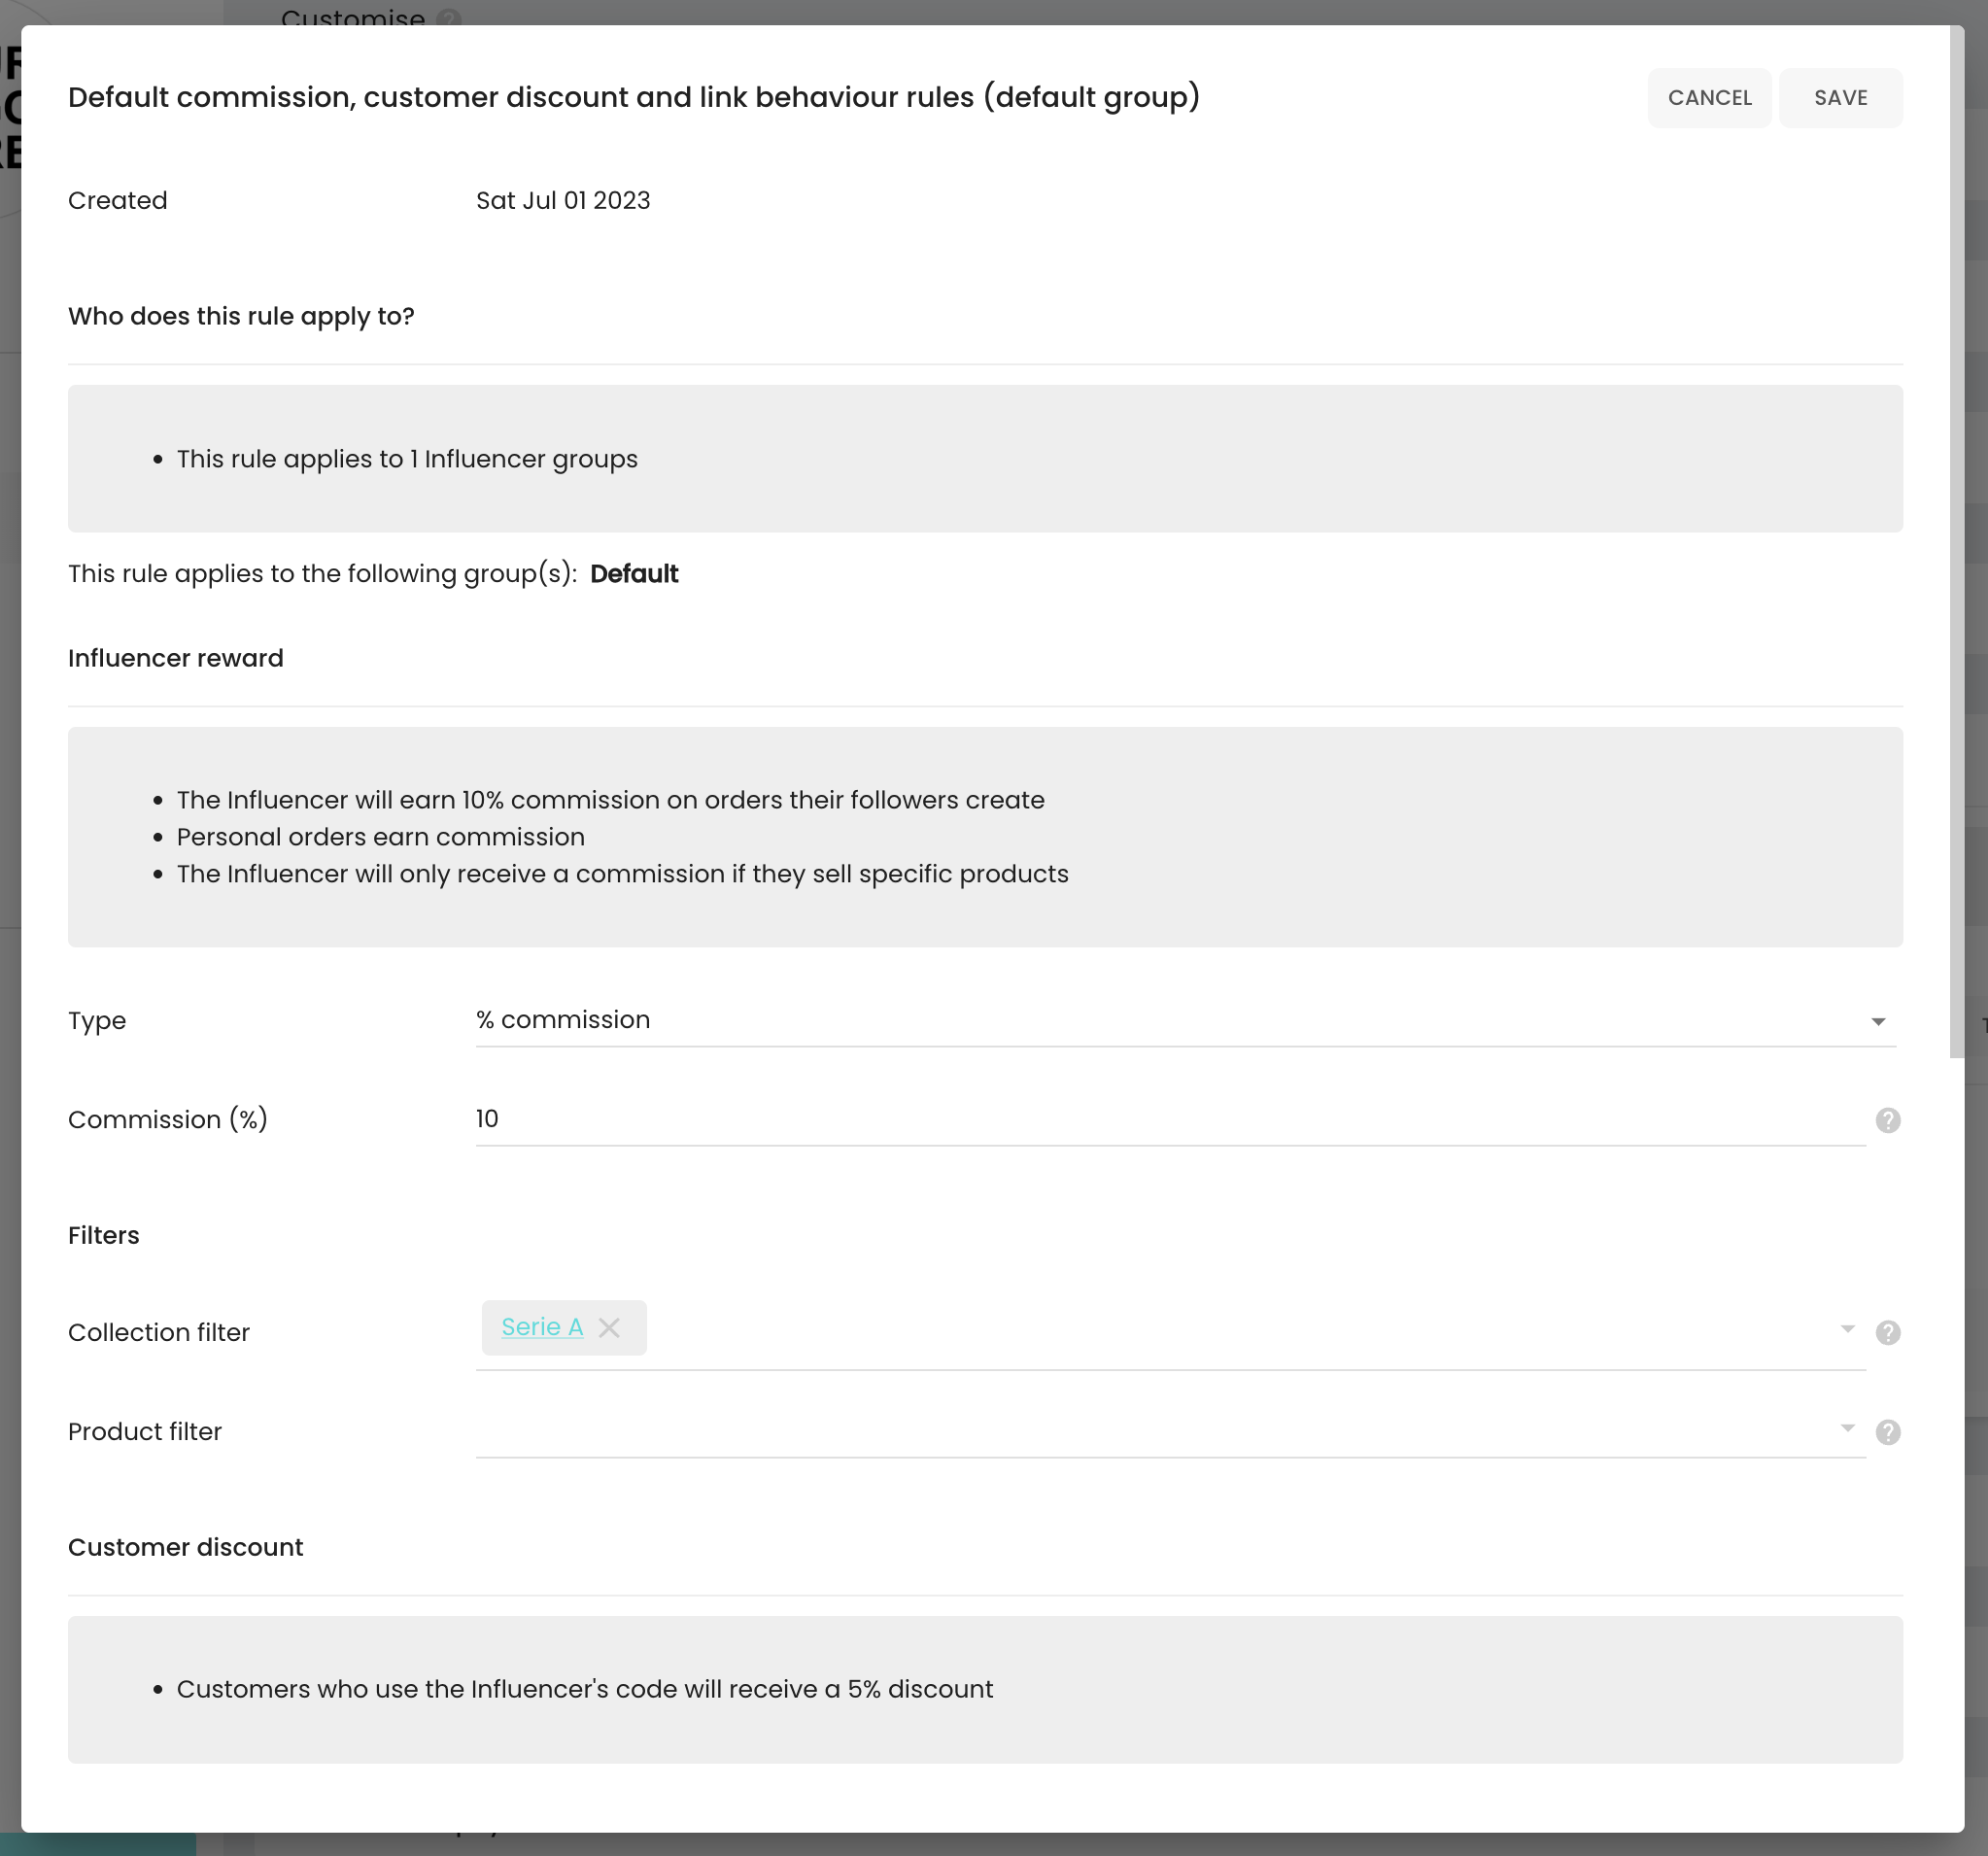 Customise
Default commission, customer discount and link behaviour rules (default group)
CANCEL
SAVE
Created
Sat Jul 01 2023
Who does this rule apply to?
• This rule applies to 1 Influencer groups
This rule applies to the following group(s): Default
Influencer reward
• The Influencer will earn 10% commission on orders their followers create
• Personal orders earn commission
• The Influencer will only receive a commission if they sell specific products
Type
% commission
Commission (%)
10
Filters
Collection filter
Serie A
Product filter
Customer discount
• Customers who use the Influencer's code will receive a 5% discount